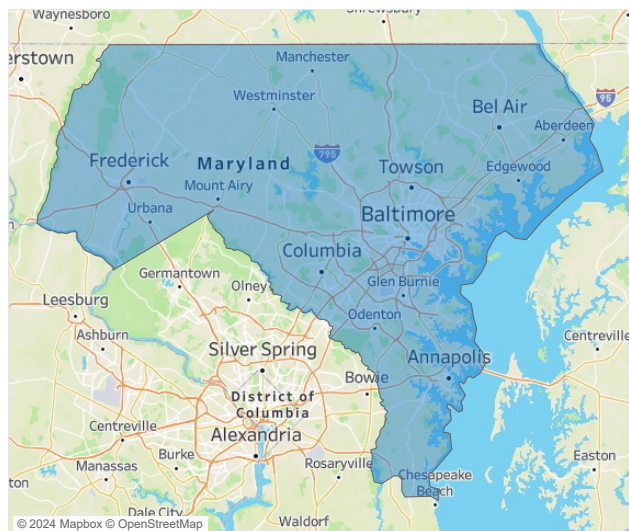 Waynesboro
Shrewsbury
erstown
Manchester
Westminster
Bel Air
95
Aberdeen
Frederick
Maryland
795
Towson
Edgewood
Mount Airy
Urbana
Baltimore
Columbia
Germantown
Glen Burnie
Olney
Leesburg
Odenton
Ashburn
Silver Spring
Annapolis
Centreville
Bowie
District of
Columbia
Centreville
Alexandria
Burke
Rosaryville
Manassas
Chesapeake
Beach
Easton
ton
Dale City
Waldorf
© 2024 Mapbox © OpenStreetMap